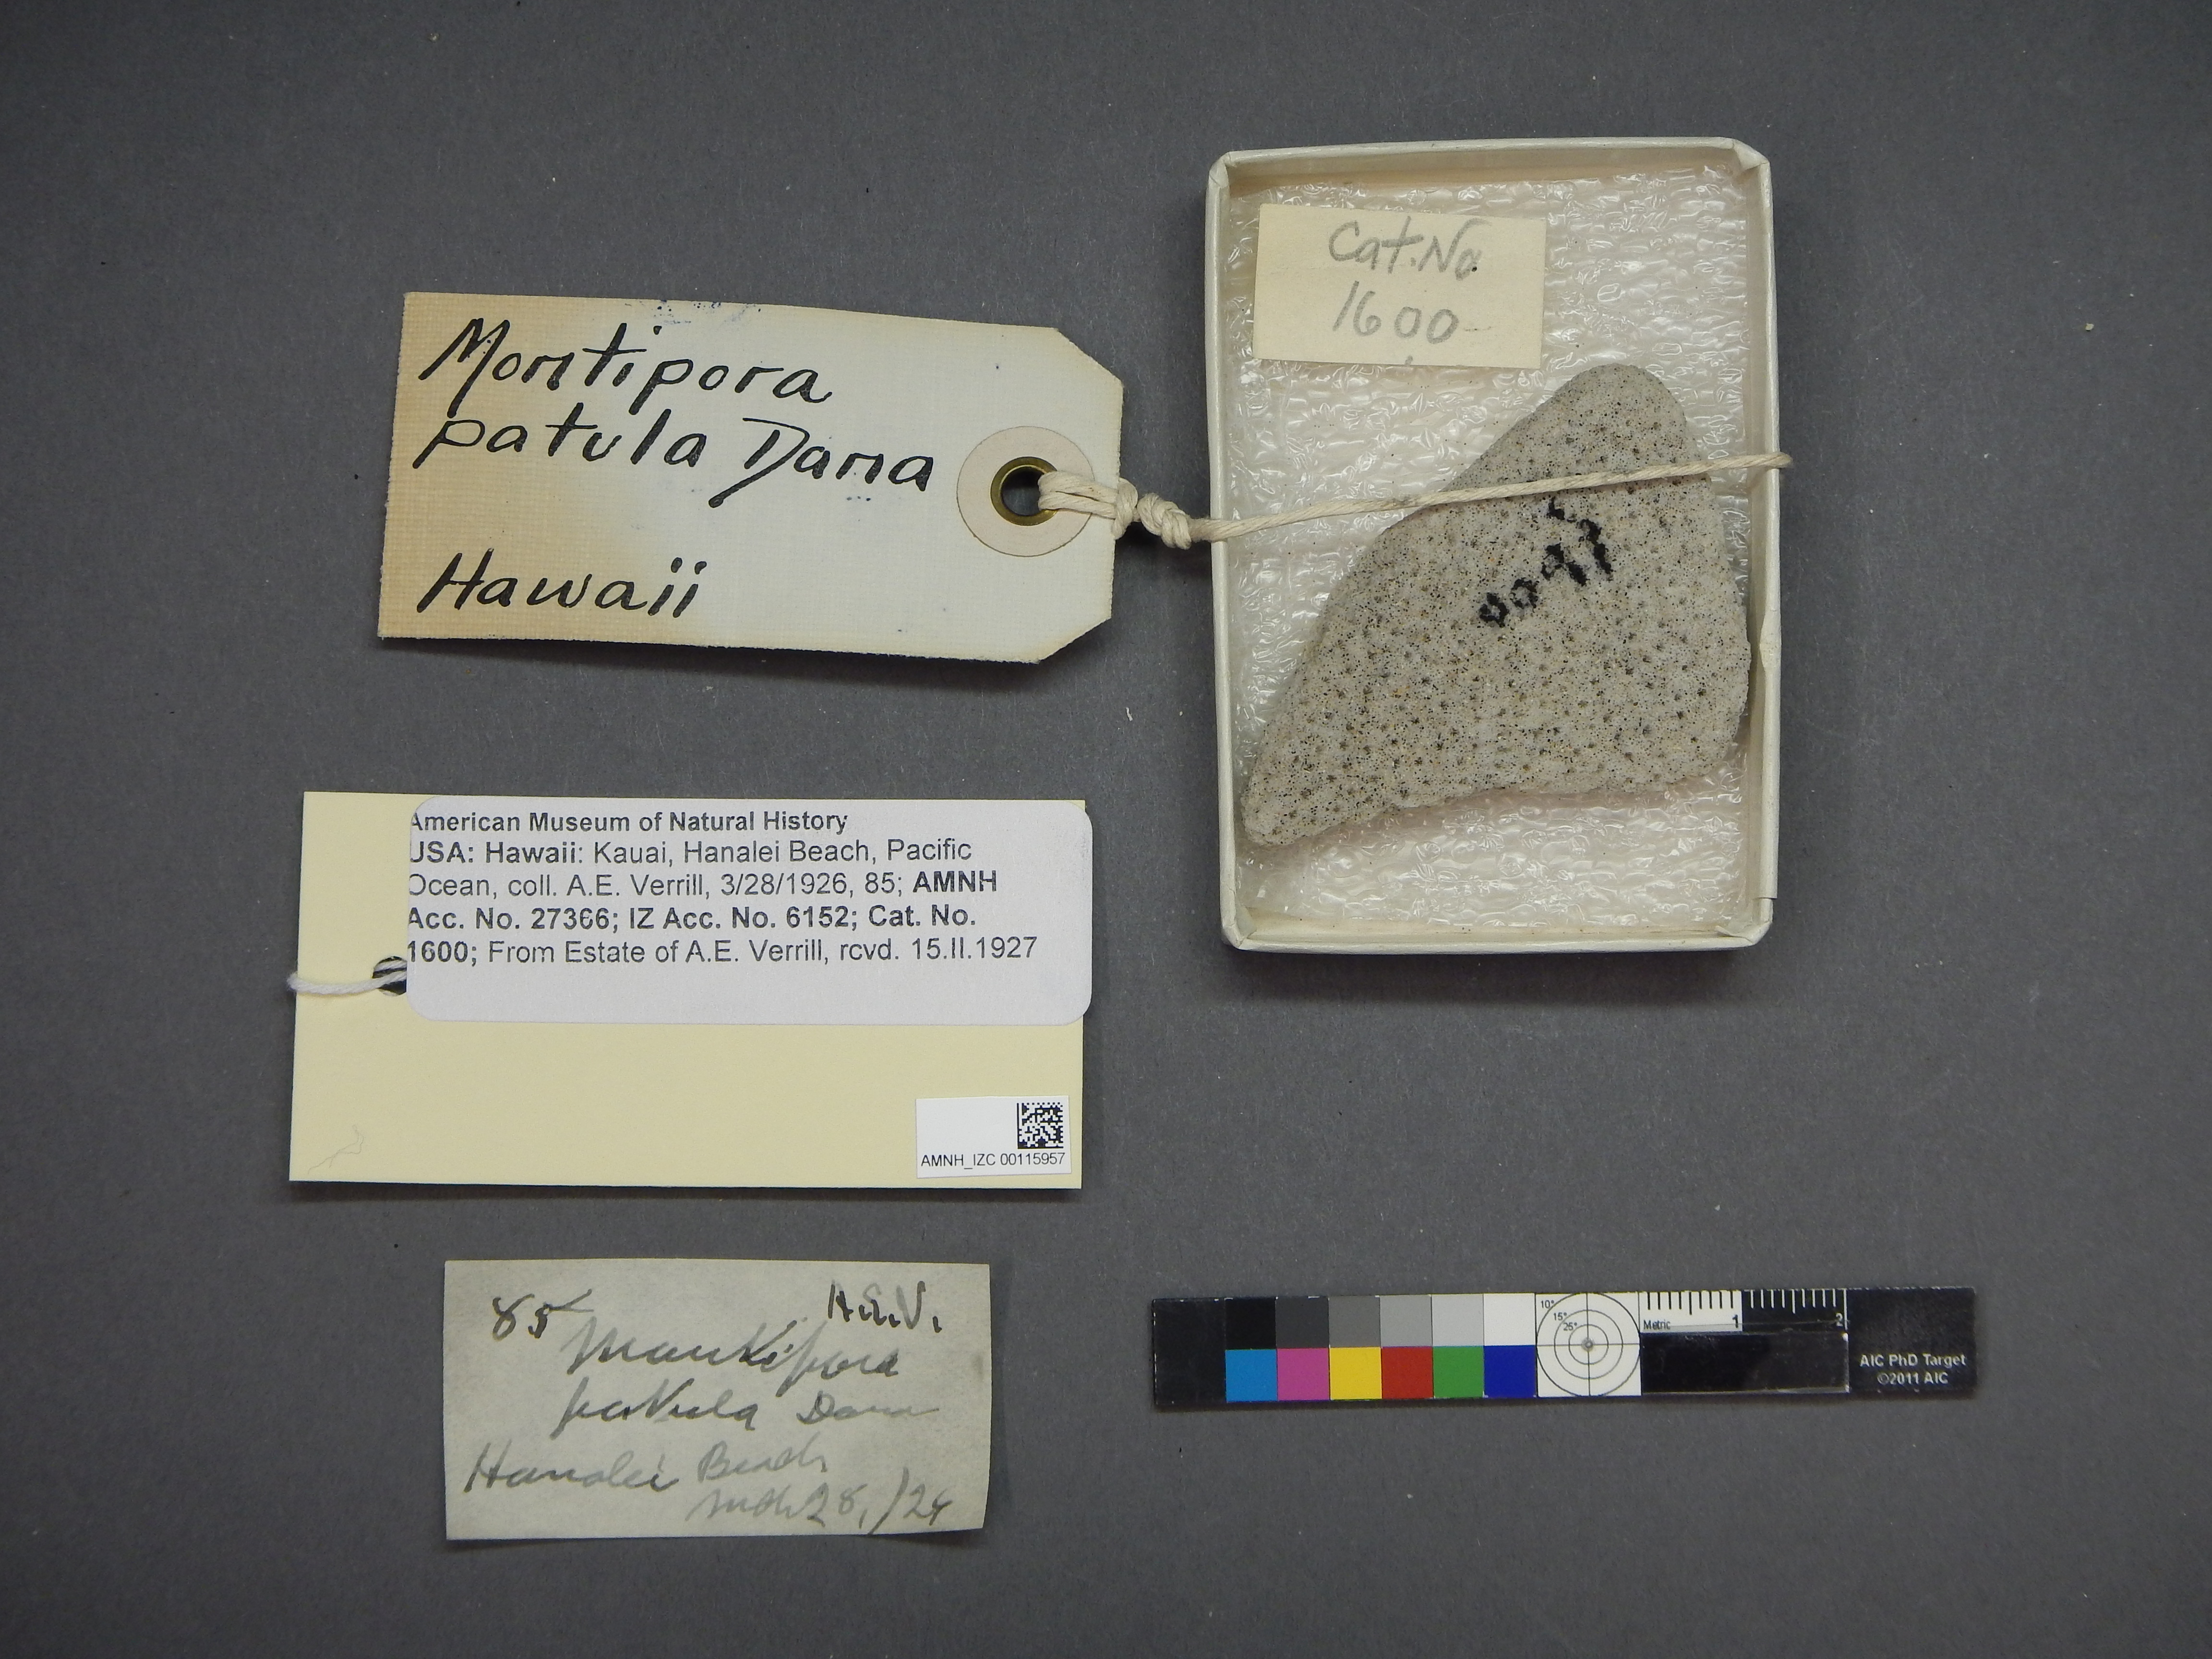 Montipora
patula Dana
Hawaii
Cat. No.
1600
1600
American Museum of Natural History
USA: Hawaii: Kauai, Hanalei Beach, Pacific
Ocean, coll. A.E. Verrill, 3/28/1926, 85; AMNH
Acc. No. 27366; IZ Acc. No. 6152; Cat. No.
1600; From Estate of A.E. Verrill, rcvd. 15.II.1927
AMNH_IZC 00115957
85 A.E.V.
Montipora
patula Dana
Hanalei Beach
Mch 28,
10° 15° 25°
Metric 1 2
AIC PhD Target
©2011 AIC